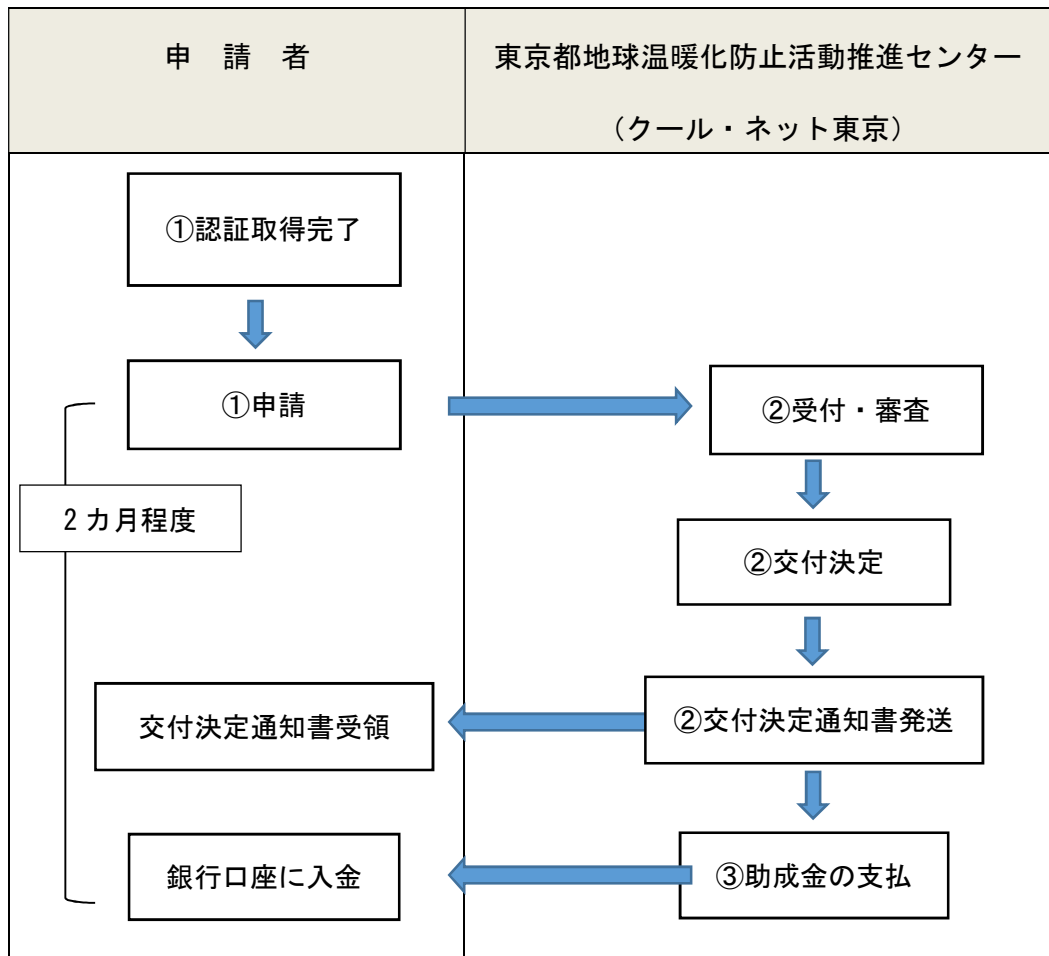 申　請　者
東京都地球温暖化防止活動推進センター
（クール・ネット東京）
①認証取得完了
①申請
②受付・審査
2カ月程度
②交付決定
交付決定通知書受領
②交付決定通知書発送
銀行口座に入金
③助成金の支払